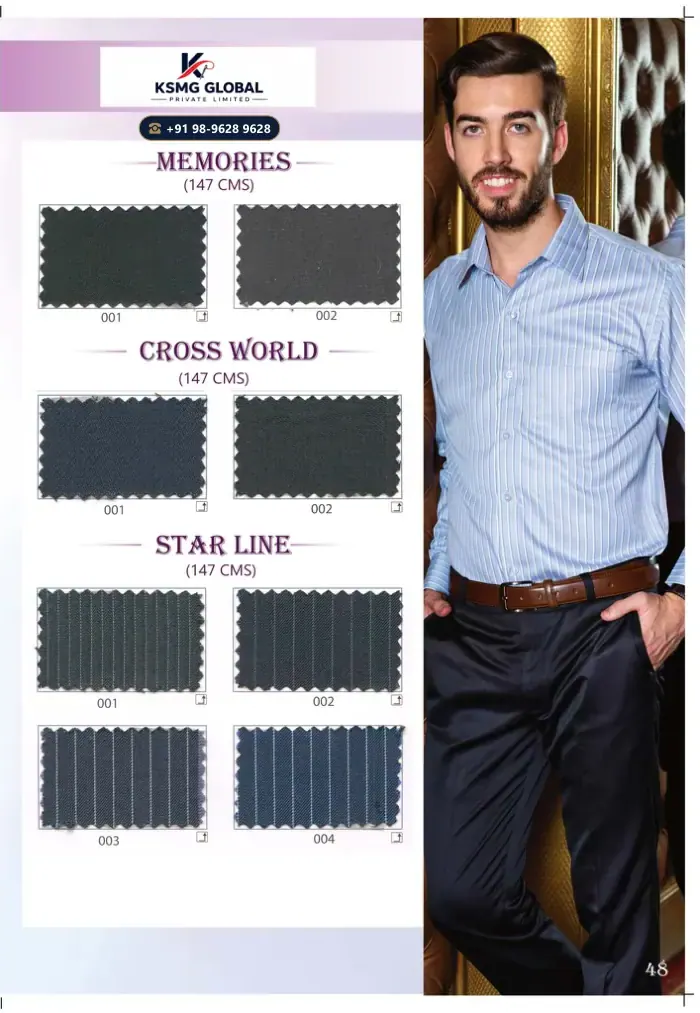 KSMG GLOBAL
PRIVATE LIMITED
+91 98-9628 9628
MEMORIES
(147 CMS)
001
002
CROSS WORLD
(147 CMS)
001
002
STAR LINE
(147 CMS)
001
002
003
004
48